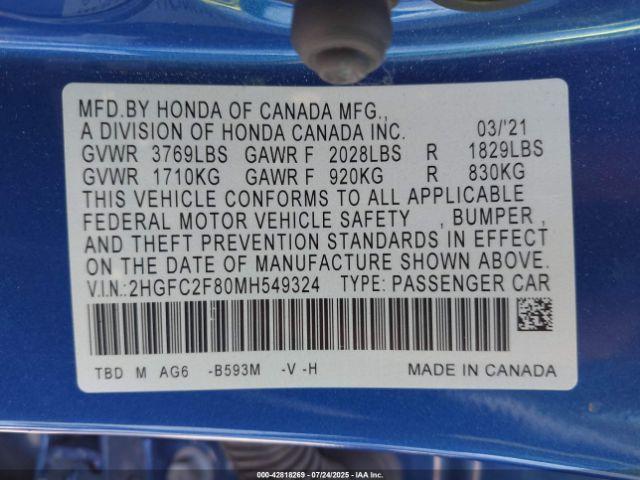 MFD.BY HONDA OF CANADA MFG.,
A DIVISION OF HONDA CANADA INC. 03/'21
GVWR 3769LBS GAWR F 2028LBS R 1829LBS
GVWR 1710KG GAWR F 920KG R 830KG
THIS VEHICLE CONFORMS TO ALL APPLICABLE
FEDERAL MOTOR VEHICLE SAFETY , BUMPER ,
AND THEFT PREVENTION STANDARDS IN EFFECT
ON THE DATE OF MANUFACTURE SHOWN ABOVE.
V.I.N.:2HGFC2F80MH549324 TYPE: PASSENGER CAR
TBD M AG6 -B593M -V -H MADE IN CANADA
000-42818269 | 07/24/2025 - IAA Inc.